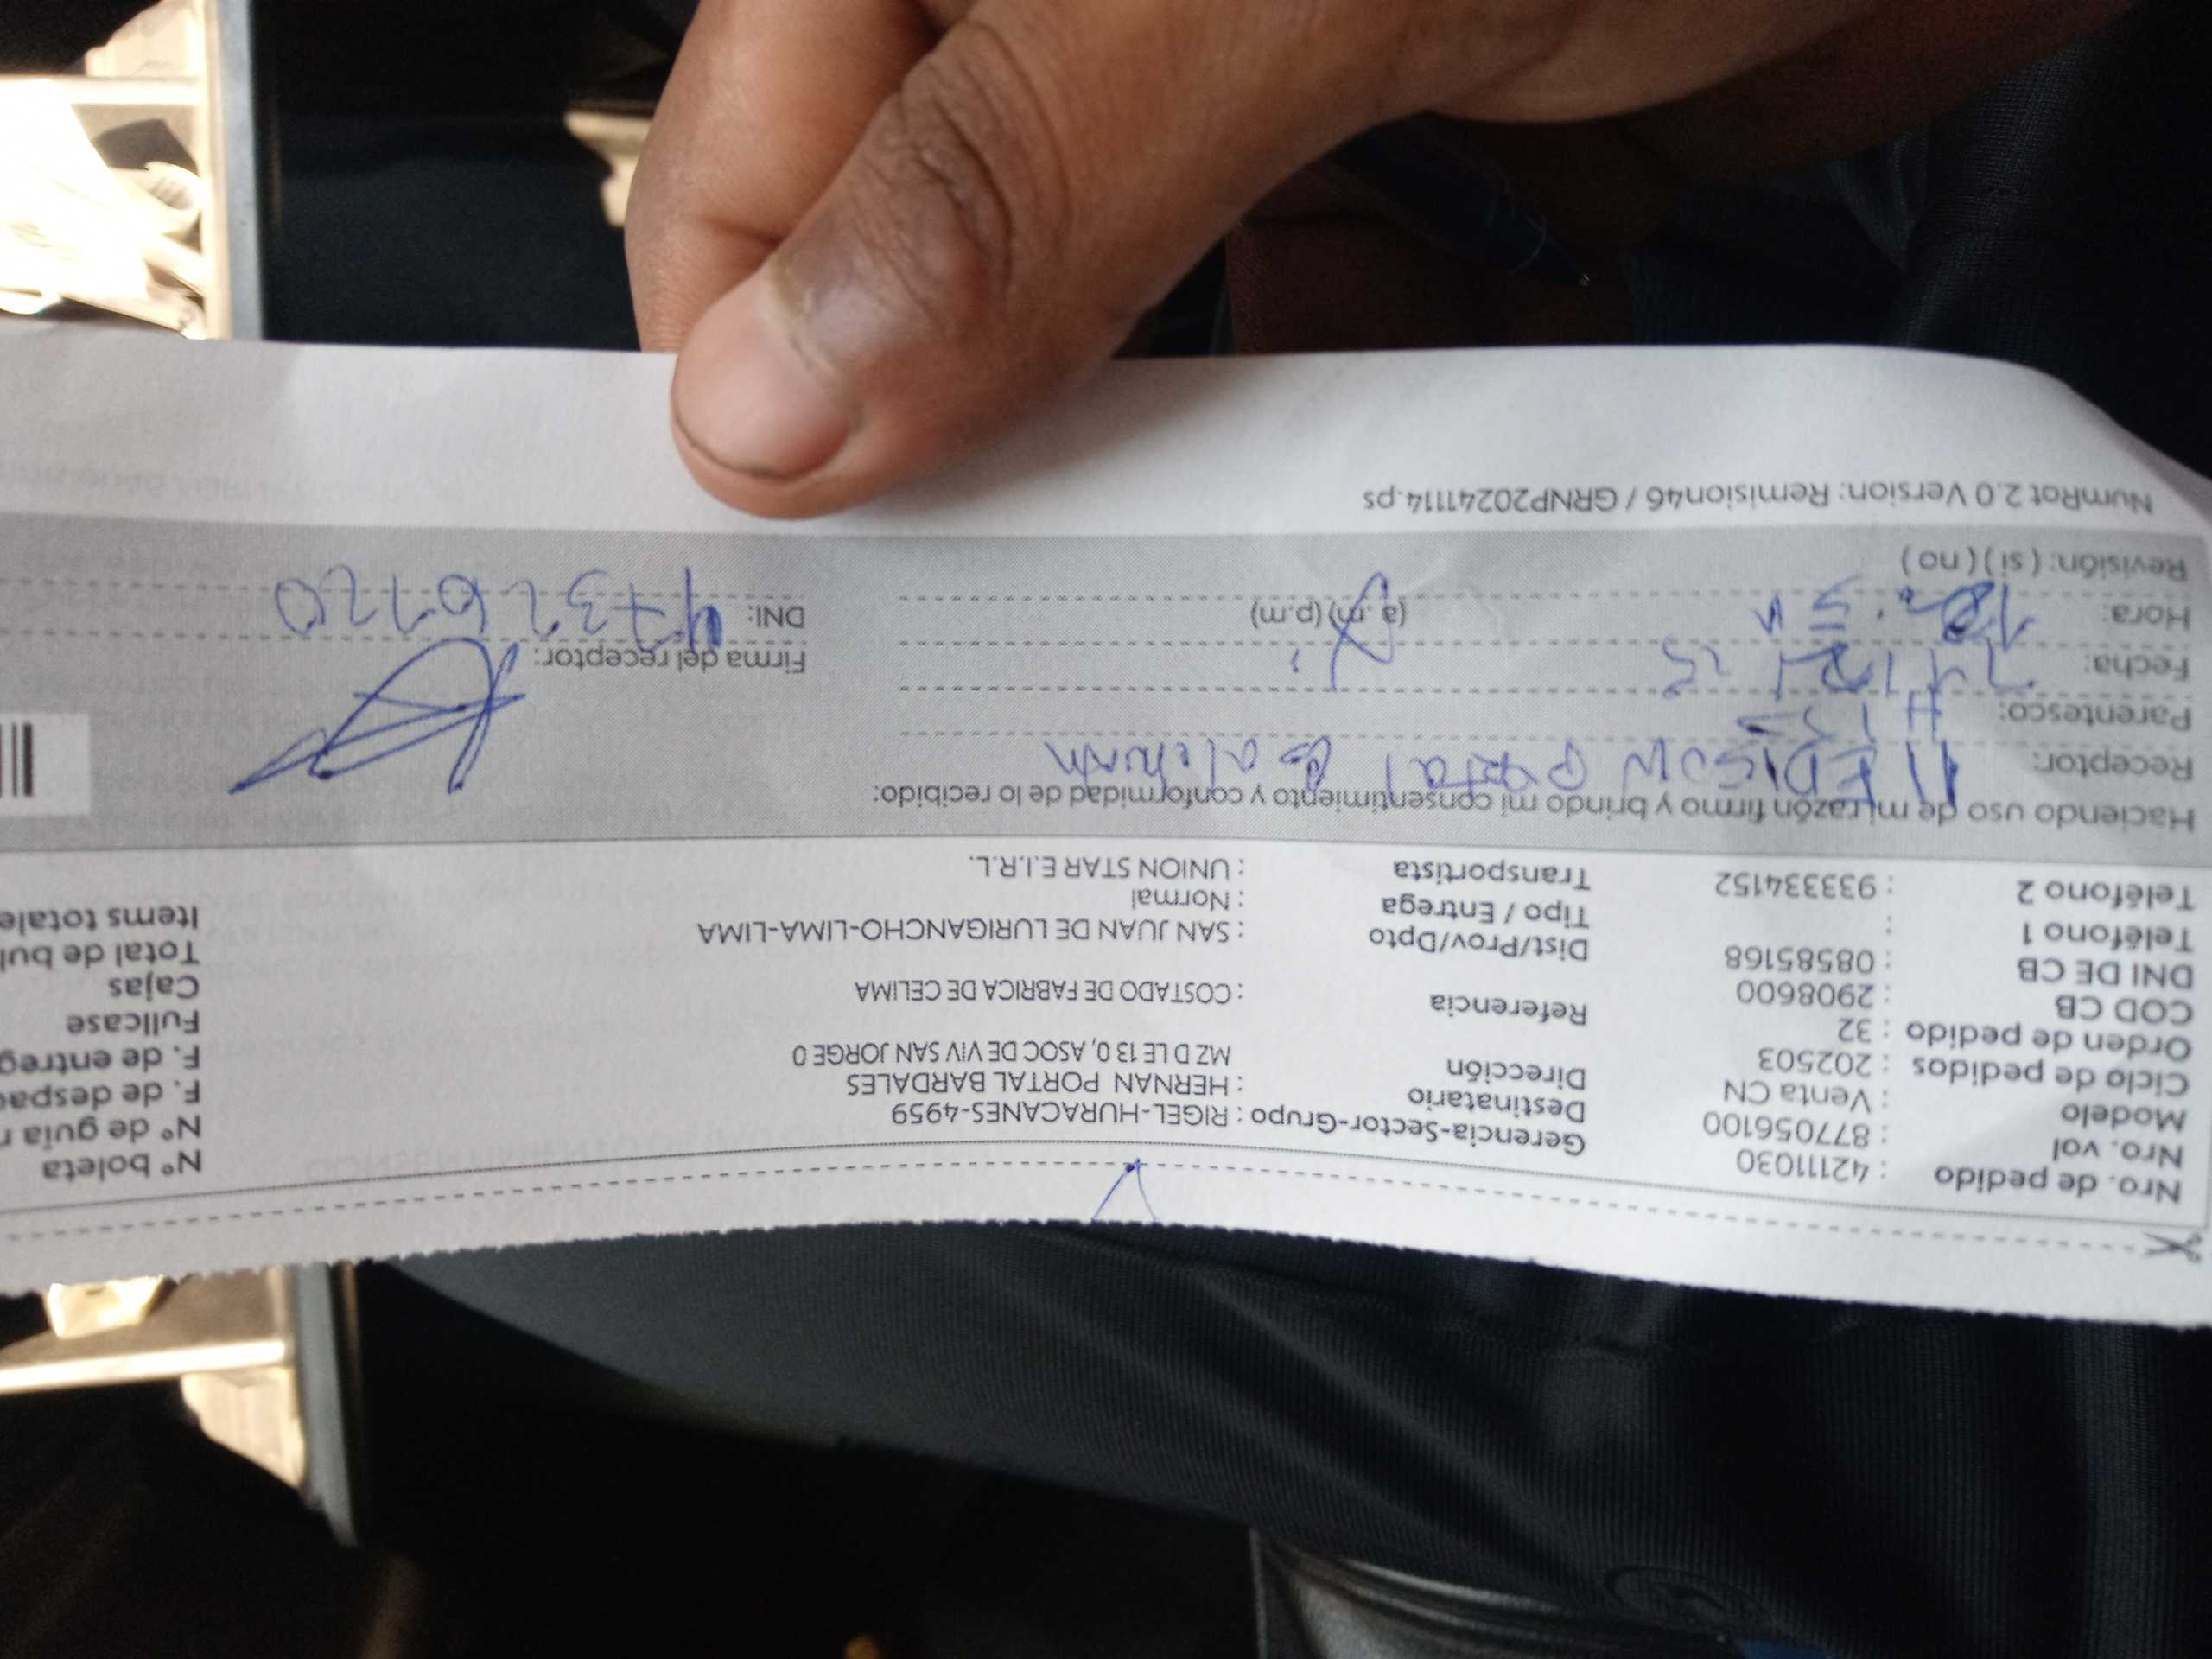 Nro. de pedido : 42111030
Nro. vol : 877056100
Modelo : Venta CN
Ciclo de pedidos : 202503
Orden de pedido : 32
COD CB : 2908600
DNI DE CB : 08585168
Teléfono 1 :
Teléfono 2 : 933334152
Gerencia-Sector-Grupo : RIGEL-HURACANES-4959
Destinatario : HERNAN PORTAL BARDALES
Dirección MZ D LE 13 0, ASOC DE VIV SAN JORGE 0
Referencia : COSTADO DE FABRICA DE CELIMA
Dist/Prov/Dpto : SAN JUAN DE LURIGANCHO-LIMA-LIMA
Tipo / Entrega : Normal
Transportista : UNION STAR E.I.R.L.
N° boleta
N° de guía r
F. de despac
F. de entreg
Fullcase
Cajas
Total de bul
Items totale
Haciendo uso de mi razón firmo y brindo mi consentimiento y conformidad de lo recibido:
Receptor: EDISON
Parentesco:
Fecha:
Hora: (a.m) (p.m)
Revisión: ( si ) ( no )
Firma del receptor:
DNI: 47326120
NumRot 2.0 Version: Remision46 / GRNP20241114.ps